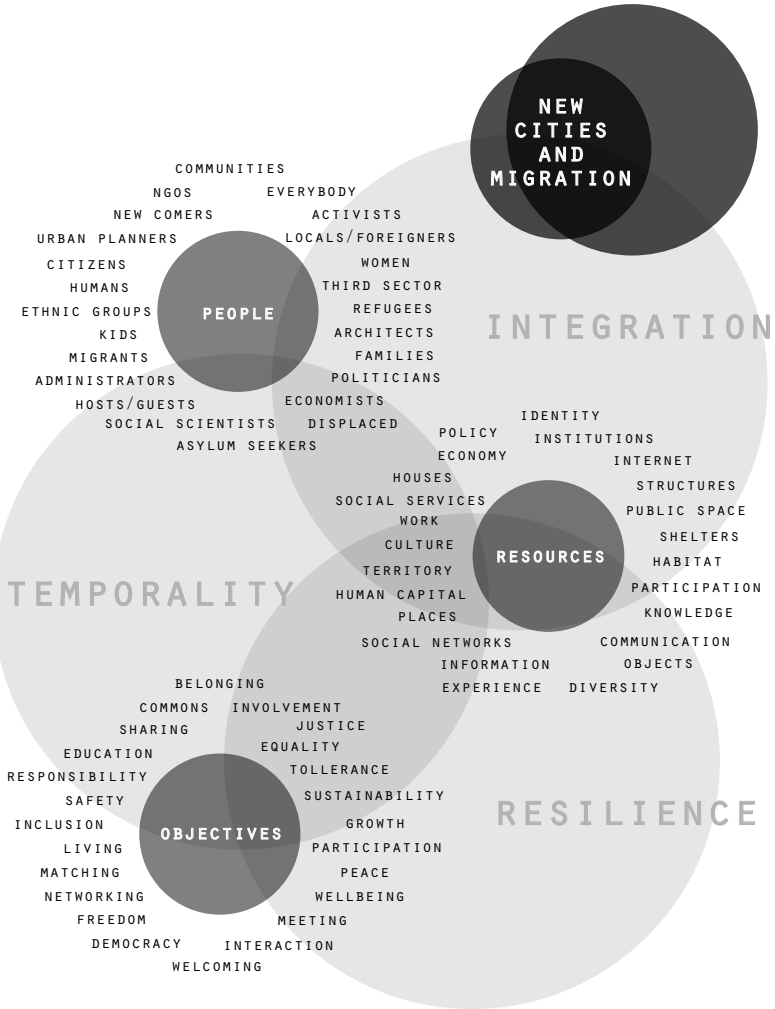 NEW
CITIES
AND
MIGRATION
COMMUNITIES
NGOS
EVERYBODY
NEW COMERS
ACTIVISTS
URBAN PLANNERS
LOCALS/FOREIGNERS
CITIZENS
WOMEN
HUMANS
THIRD SECTOR
ETHNIC GROUPS
PEOPLE
REFUGEES
KIDS
ARCHITECTS
MIGRANTS
FAMILIES
ADMINISTRATORS
POLITICIANS
HOSTS/GUESTS
ECONOMISTS
SOCIAL SCIENTISTS
DISPLACED
ASYLUM SEEKERS
INTEGRATION
IDENTITY
POLICY
INSTITUTIONS
ECONOMY
INTERNET
HOUSES
STRUCTURES
SOCIAL SERVICES
PUBLIC SPACE
WORK
SHELTERS
CULTURE
RESOURCES
HABITAT
TERRITORY
PARTICIPATION
HUMAN CAPITAL
KNOWLEDGE
PLACES
SOCIAL NETWORKS
COMMUNICATION
INFORMATION
OBJECTS
EXPERIENCE
DIVERSITY
TEMPORALITY
BELONGING
COMMONS
INVOLVEMENT
SHARING
JUSTICE
EDUCATION
EQUALITY
RESPONSIBILITY
TOLLERANCE
SAFETY
SUSTAINABILITY
INCLUSION
OBJECTIVES
GROWTH
LIVING
PARTICIPATION
MATCHING
PEACE
NETWORKING
WELLBEING
FREEDOM
MEETING
DEMOCRACY
INTERACTION
WELCOMING
RESILIENCE